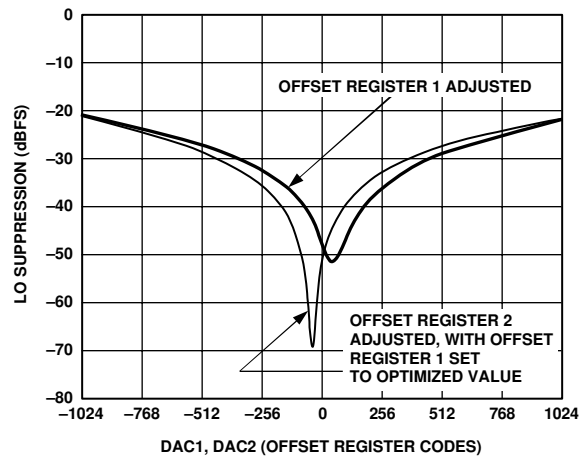 0
–10
–20
–30
–40
–50
–60
–70
–80
LO SUPPRESSION (dBFS)
OFFSET REGISTER 1 ADJUSTED
OFFSET REGISTER 2
ADJUSTED, WITH OFFSET
REGISTER 1 SET
TO OPTIMIZED VALUE
–1024 –768 –512 –256 0 256 512 768 1024
DAC1, DAC2 (OFFSET REGISTER CODES)